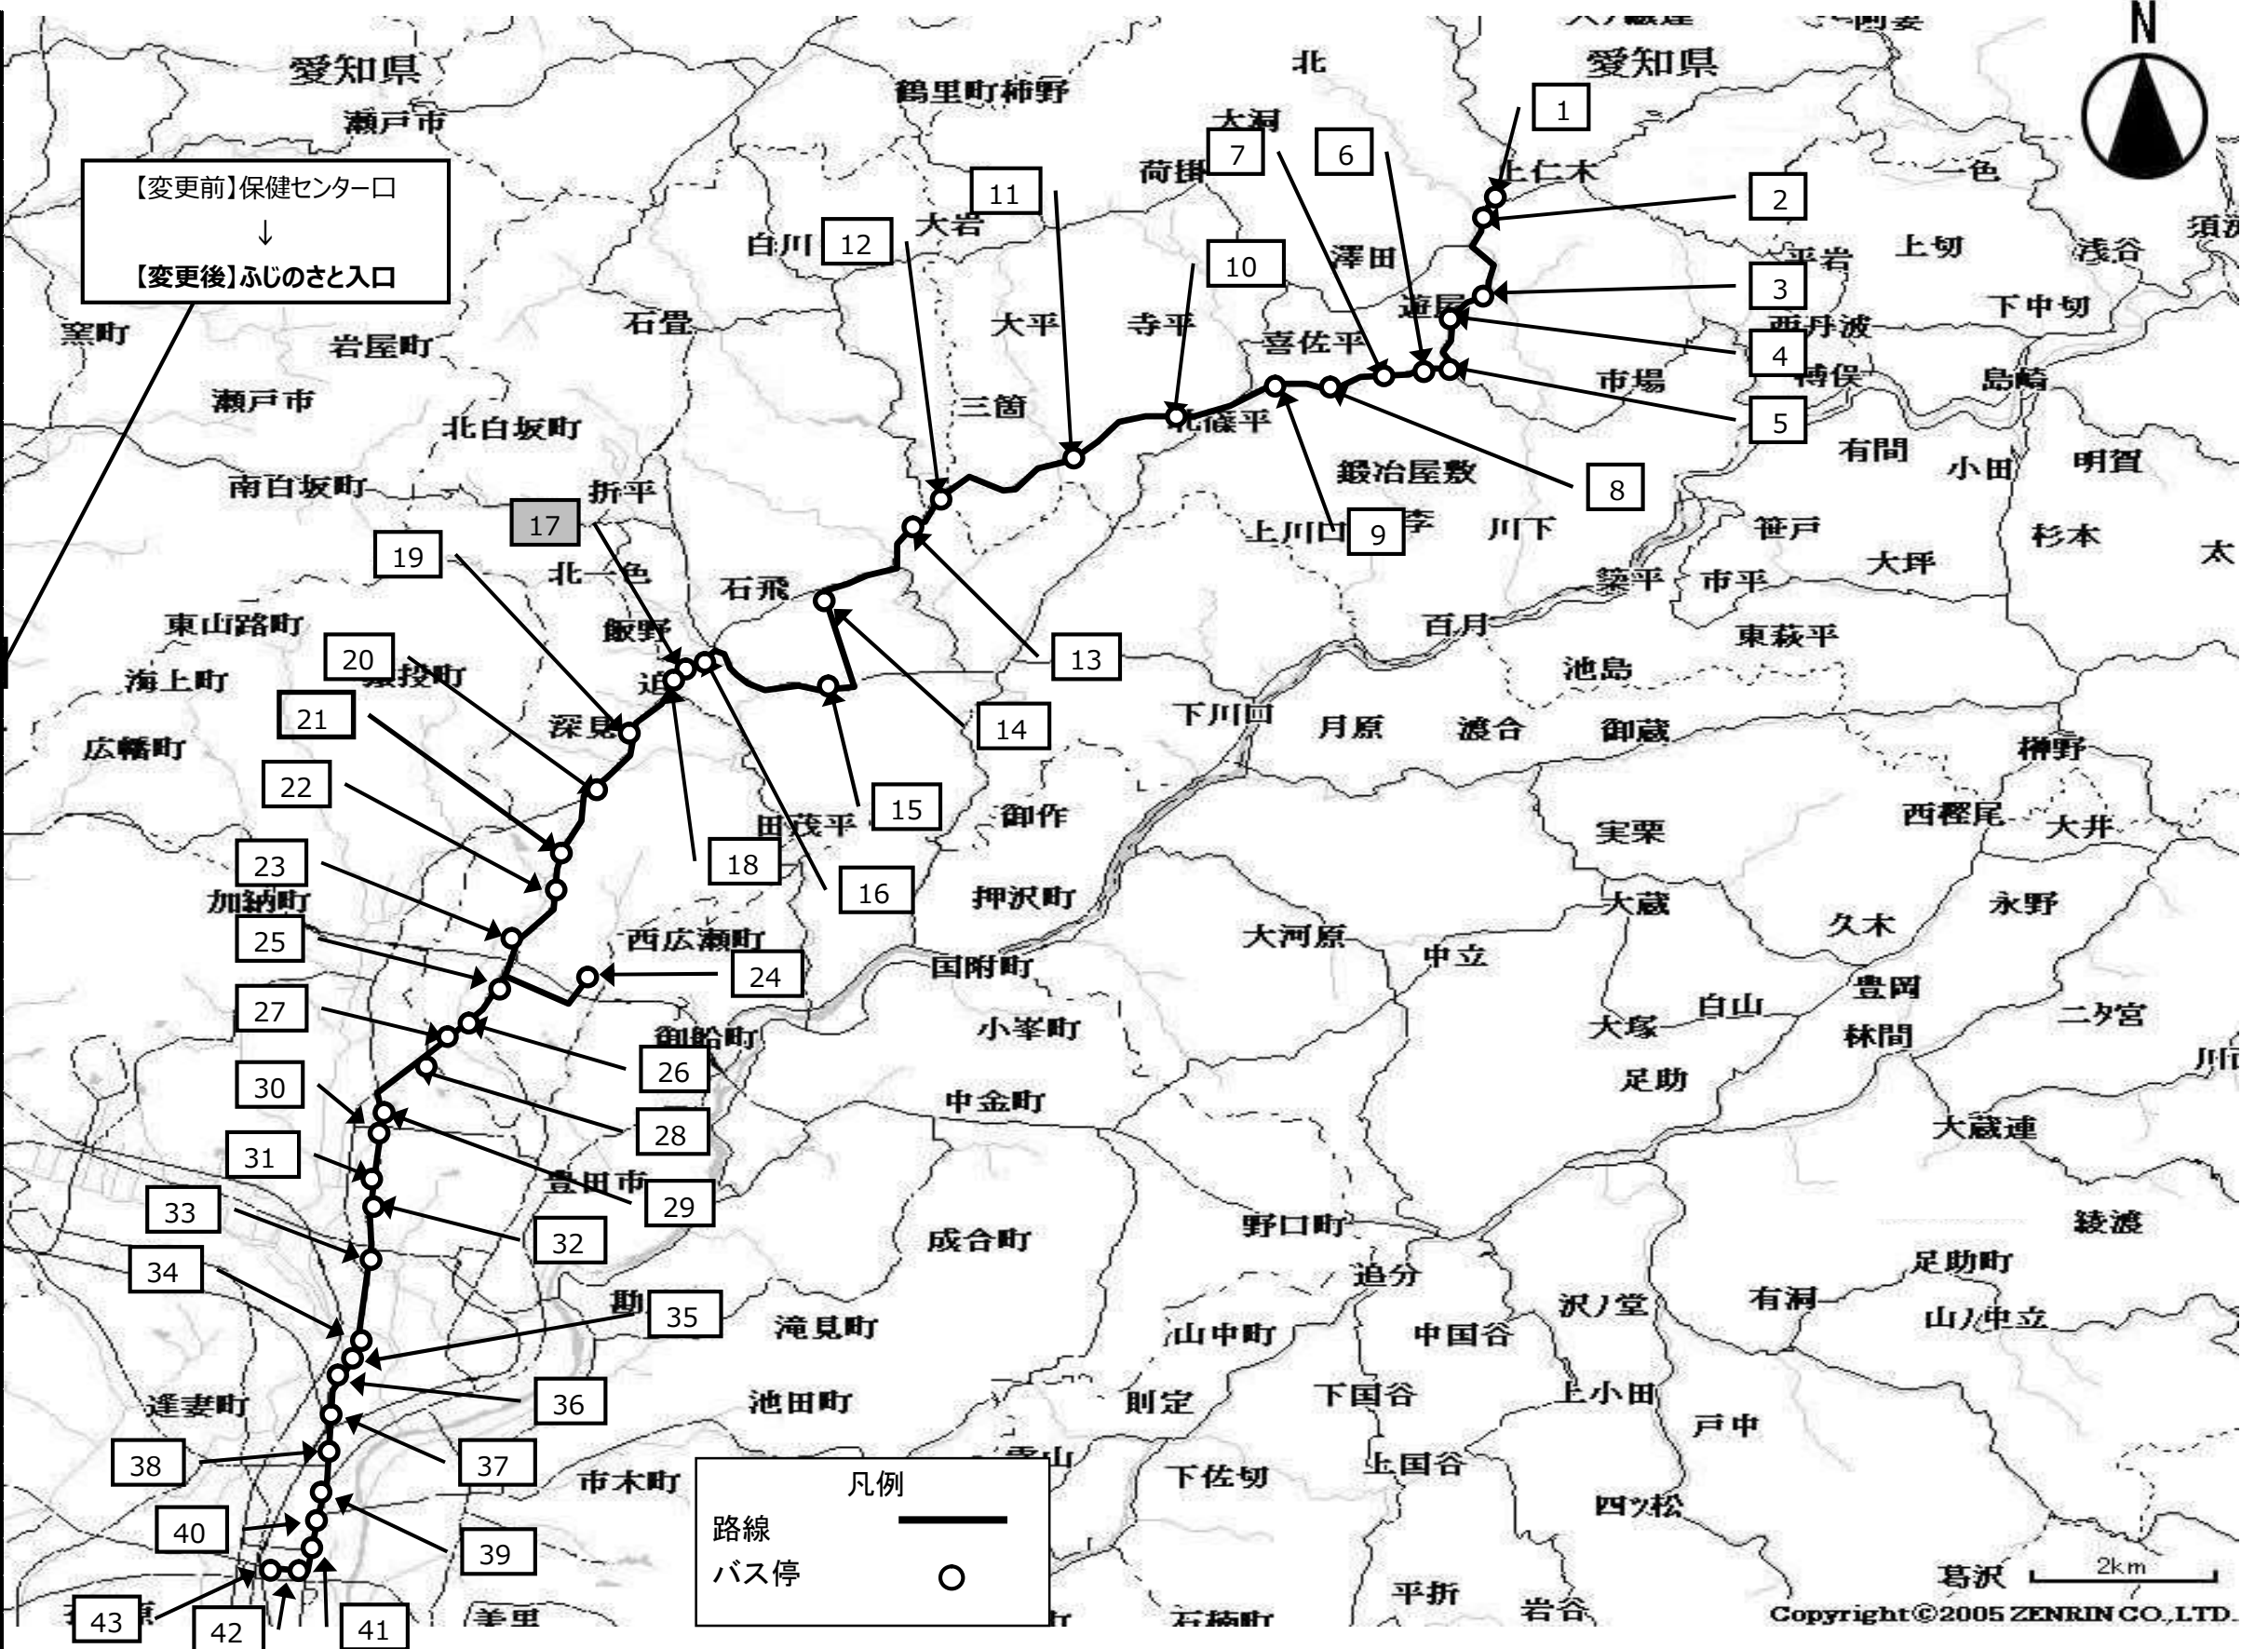 N
愛知県
北
愛知県
鶴里町柿野
瀬戸市
大洞
1
7
6
上仁木
荷掛
一色
【変更前】保健センター口
↓
【変更後】ふじのさと入口
11
2
大岩
白川
12
澤田
上切
浅谷
平岩
10
3
遊屋
下中切
窯町
岩屋町
石畳
大平
寺平
喜佐平
西丹波
4
市場
島崎
瀬戸市
三箇
北篠平
5
北白坂町
有間
小田
明賀
鍛冶屋敷
南白坂町
折平
8
17
上川口
9
李
川下
笹戸
杉本
太
19
北一色
石飛
築平
市平
大坪
東山路町
飯野
百月
東萩平
20
13
海上町
猿投町
迫
池島
21
深見
14
下川口
月原
渡合
御蔵
広幡町
榊野
22
15
田茂平
御作
実栗
西樫尾
大井
23
18
16
加納町
押沢町
大蔵
久木
永野
25
西広瀬町
大河原
24
国附町
中立
豊岡
27
白山
二タ宮
御船町
小峯町
大塚
林間
26
30
足助
中金町
28
大蔵連
31
豊田市
29
33
野口町
綾渡
32
成合町
34
足助町
追分
勘
35
沢ノ堂
有洞
滝見町
山中町
中国谷
山ノ中立
逢妻町
36
池田町
則定
下国谷
上小田
戸中
38
37
市木町
凡例
下佐切
上国谷
路線
四ッ松
40
39
バス停
2km
葛沢
平折
43
42
41
美里
石楠町
岩谷
Copyright©2005 ZENRIN CO.,LTD.